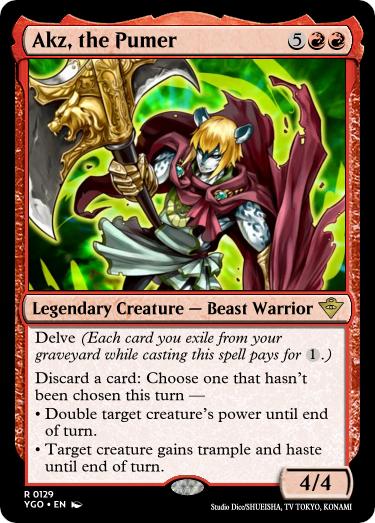 Akz, the Pumer 5
Legendary Creature — Beast Warrior
Delve (Each card you exile from your
graveyard while casting this spell pays for 1.)
Discard a card: Choose one that hasn't
been chosen this turn —
• Double target creature's power until end
of turn.
• Target creature gains trample and haste
until end of turn.
4/4
R 0129
YGO • EN
Studio Dice/SHUEISHA, TV TOKYO, KONAMI